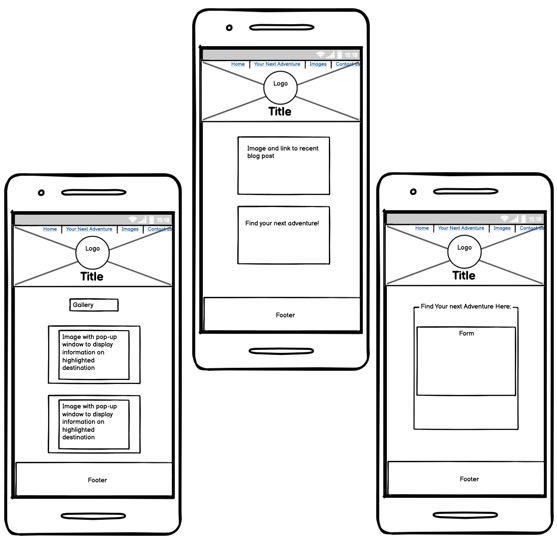 Home | Your Next Adventure | Images | Contact us
Logo
Title
Image and link to recent
blog post
Find your next adventure!
Footer
Home | Your Next Adventure | Images | Contact us
Logo
Title
Gallery
Image with pop-up
window to display
information on
highlighted
destination
Image with pop-up
window to display
information on
highlighted
destination
Footer
Home | Your Next Adventure | Images | Contact us
Logo
Title
Find Your next Adventure Here:
Form
Footer